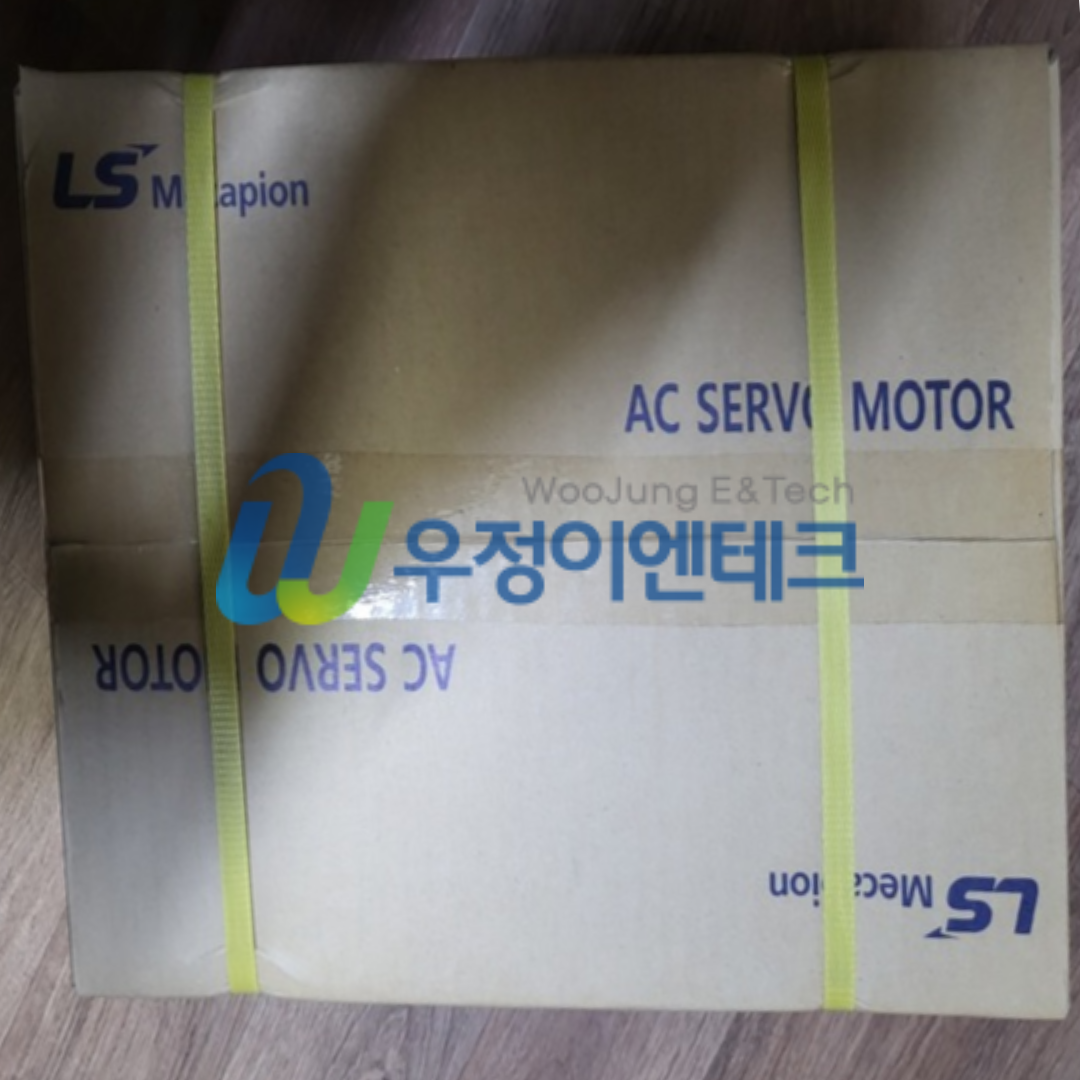 LS Mecapion
AC SERVO MOTOR
WooJung E&Tech
우정이엔테크
AC SERVO MOTOR
LS Mecapion